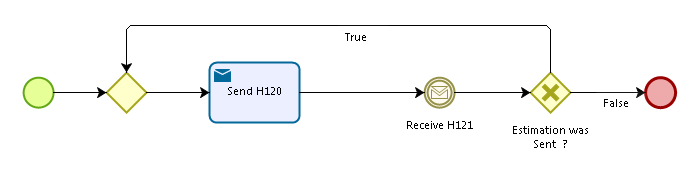 True
Send H120
Receive H121
Estimation was
Sent ?
False